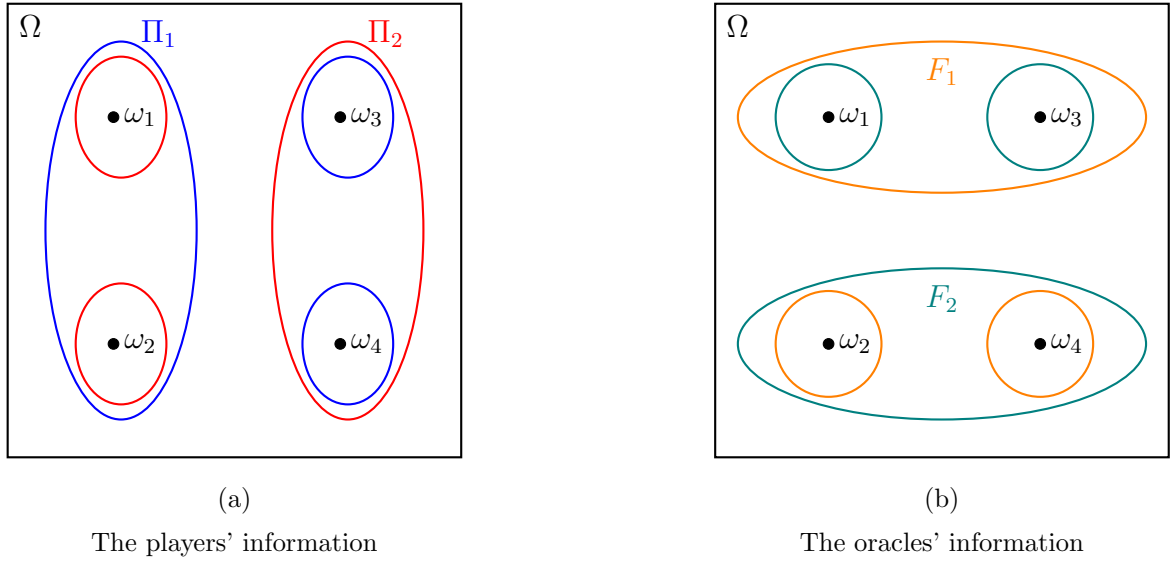 Ω
Π₁
Π₂
ω₁
ω₃
ω₂
ω₄
(a)
The players’ information
Ω
F₁
ω₁
ω₃
F₂
ω₂
ω₄
(b)
The oracles’ information